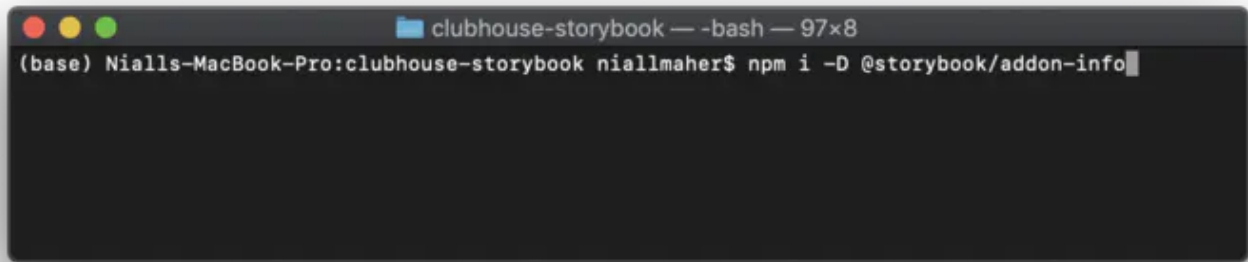 clubhouse-storybook — -bash — 97×8
(base) Nialls-MacBook-Pro:clubhouse-storybook niallmaher$ npm i -D @storybook/addon-info